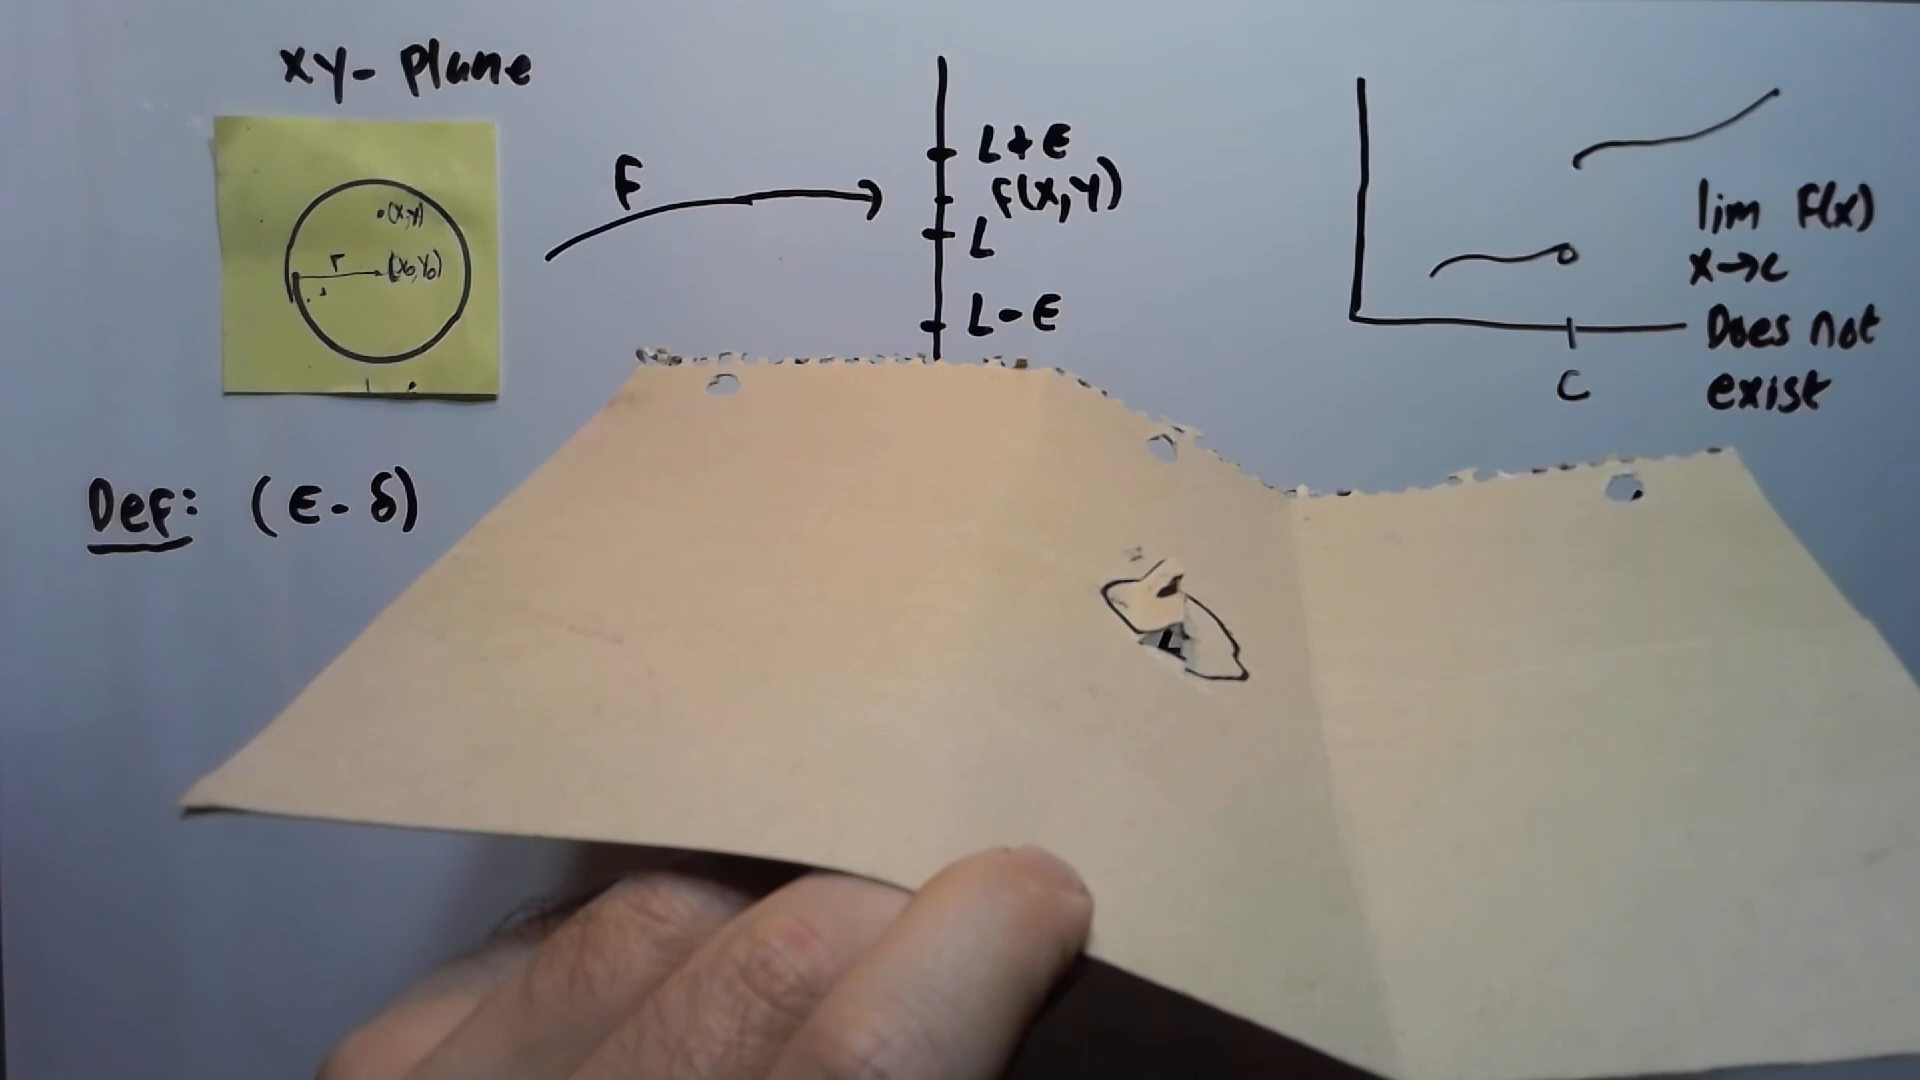 xy- plane
(x,y)
r (x₀,y₀)
F
L+ϵ
F(x,y)
L
L-ϵ
lim F(x)
x→c
Does not
exist
c
Def: (ϵ-δ)
L